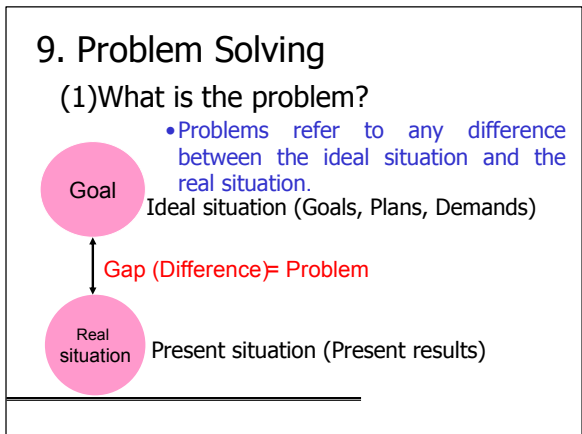 9. Problem Solving
(1)What is the problem?
•Problems refer to any difference
between the ideal situation and the
real situation.
Goal
Ideal situation (Goals, Plans, Demands)
Gap (Difference)= Problem
Real
situation
Present situation (Present results)